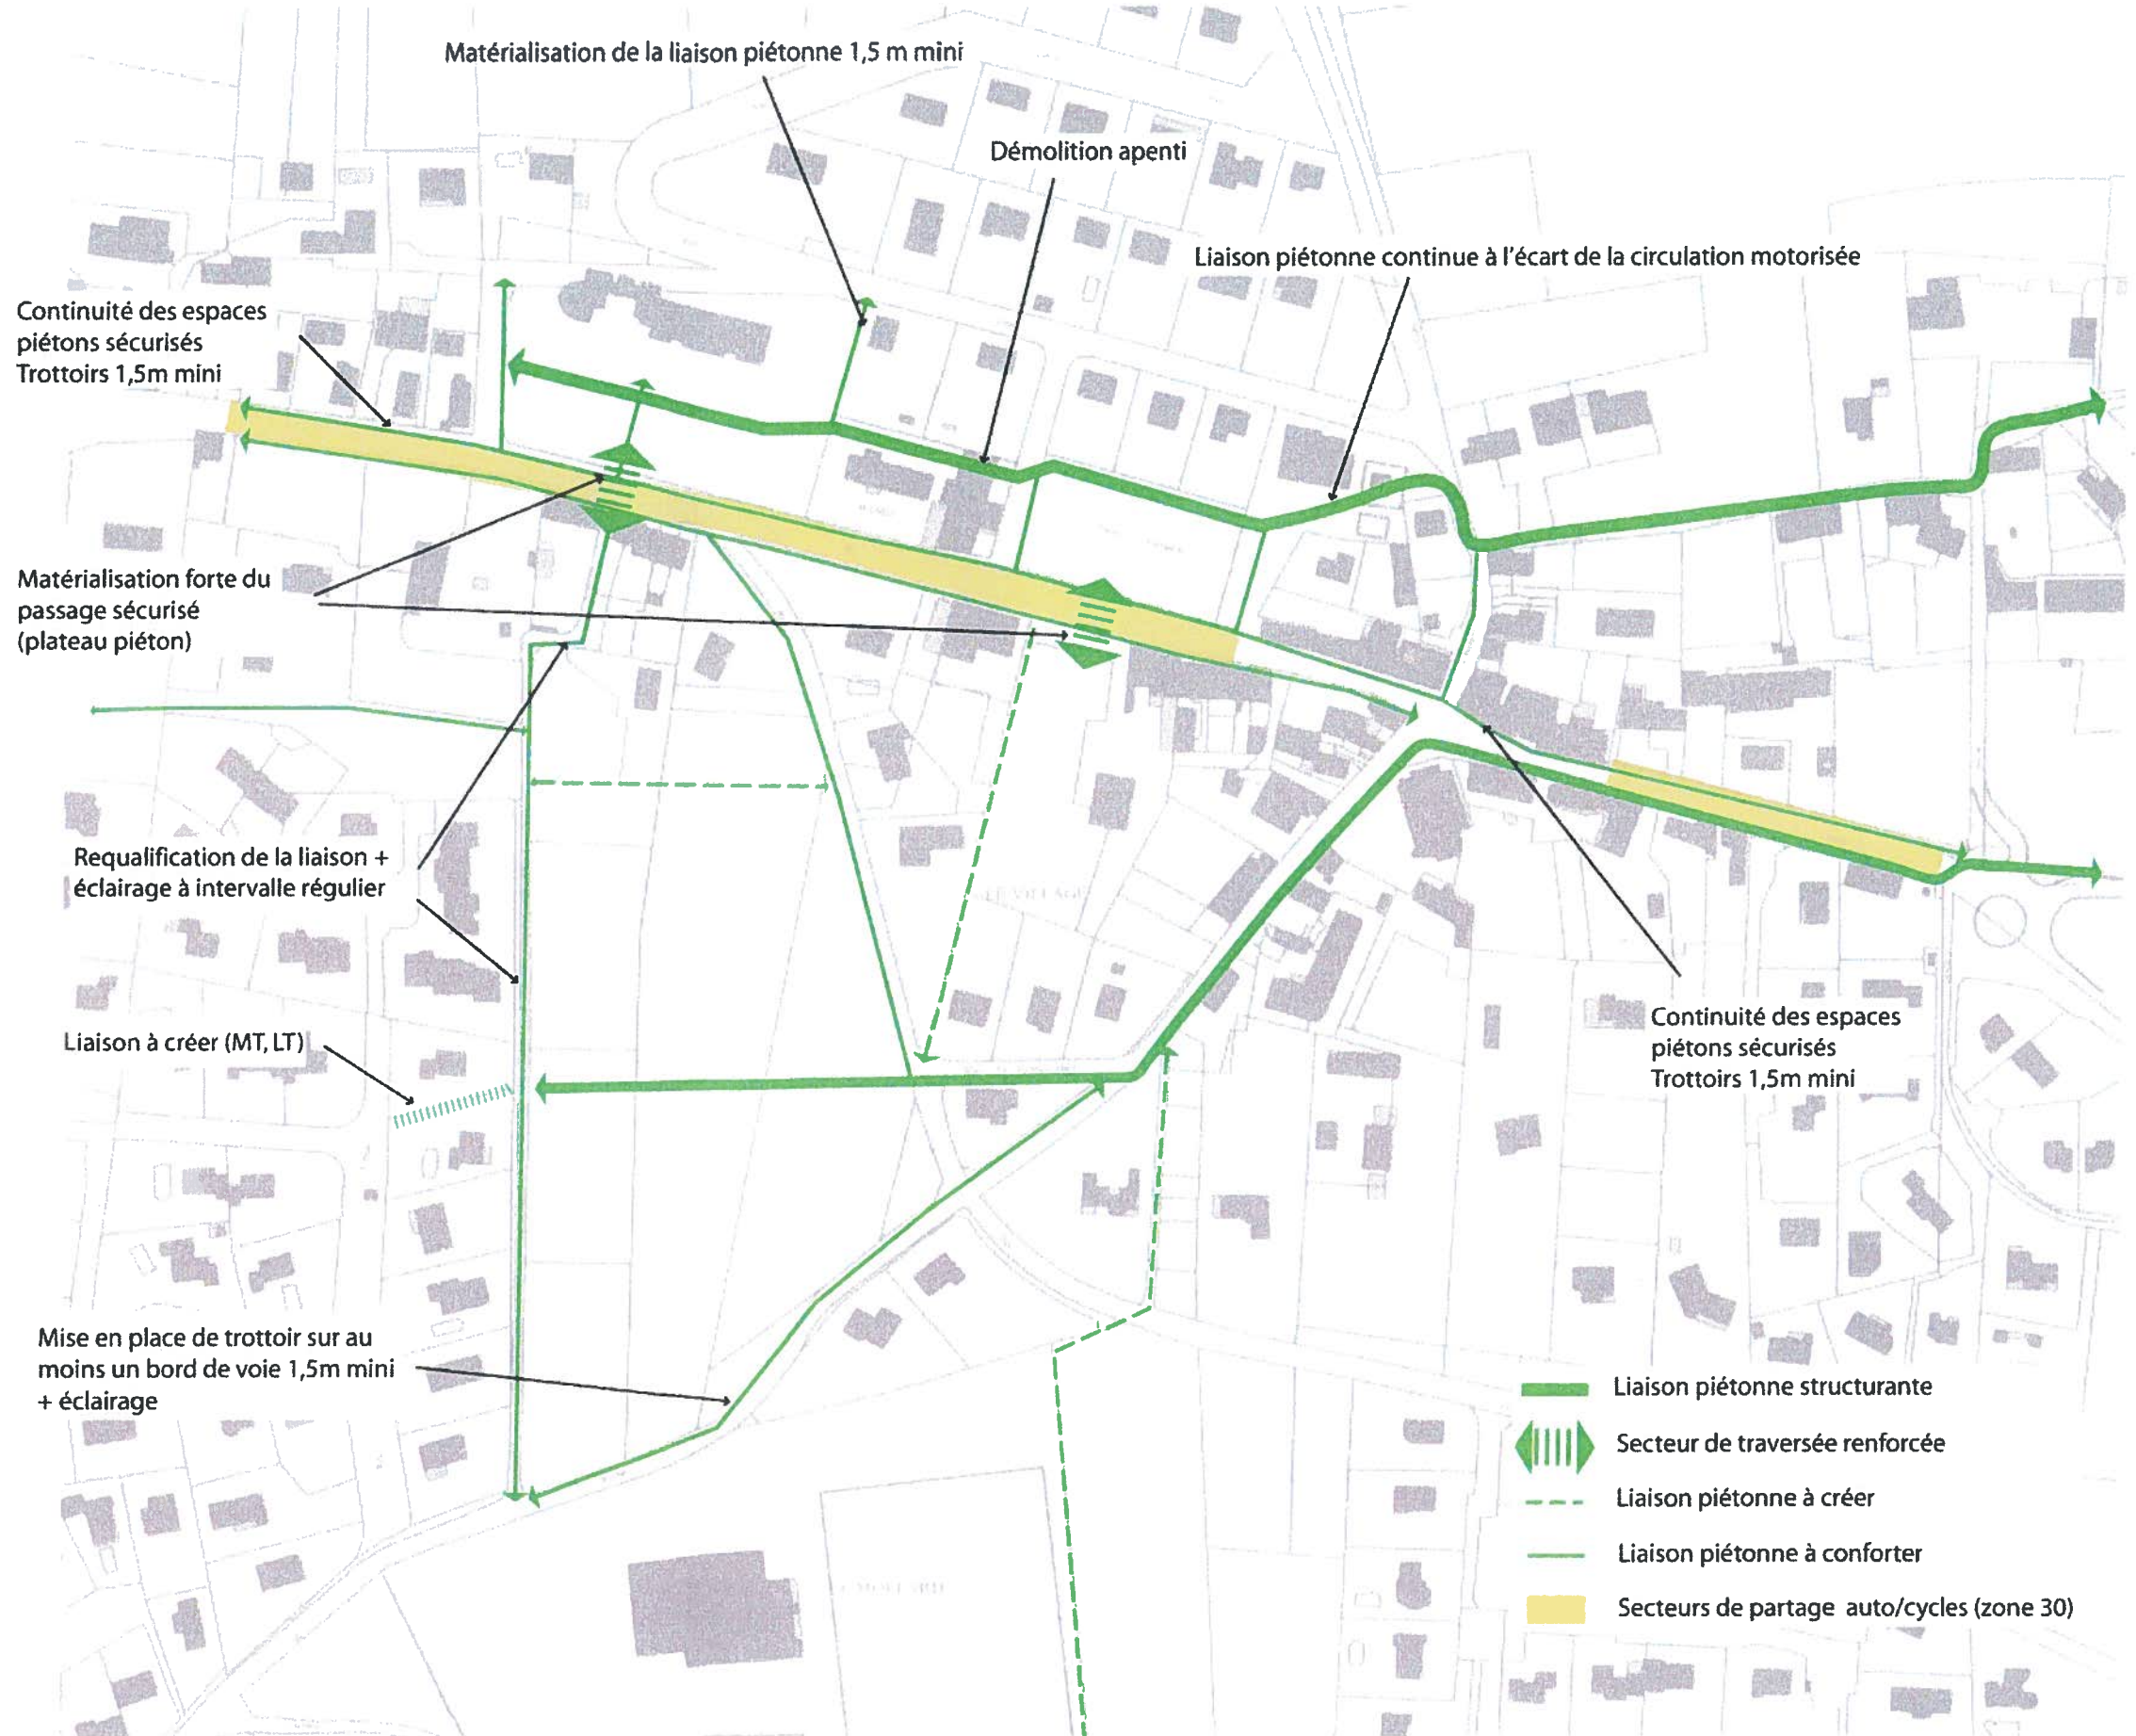 Matérialisation de la liaison piétonne 1,5 m mini
Démolition apenti
Liaison piétonne continue à l'écart de la circulation motorisée
Continuité des espaces
piétons sécurisés
Trottoirs 1,5m mini
Matérialisation forte du
passage sécurisé
(plateau piéton)
Requalification de la liaison +
éclairage à intervalle régulier
LE VILLAGE
Liaison à créer (MT, LT)
Continuité des espaces
piétons sécurisés
Trottoirs 1,5m mini
Mise en place de trottoir sur au
moins un bord de voie 1,5m mini
+ éclairage
Liaison piétonne structurante
Secteur de traversée renforcée
Liaison piétonne à créer
Liaison piétonne à conforter
Secteurs de partage auto/cycles (zone 30)